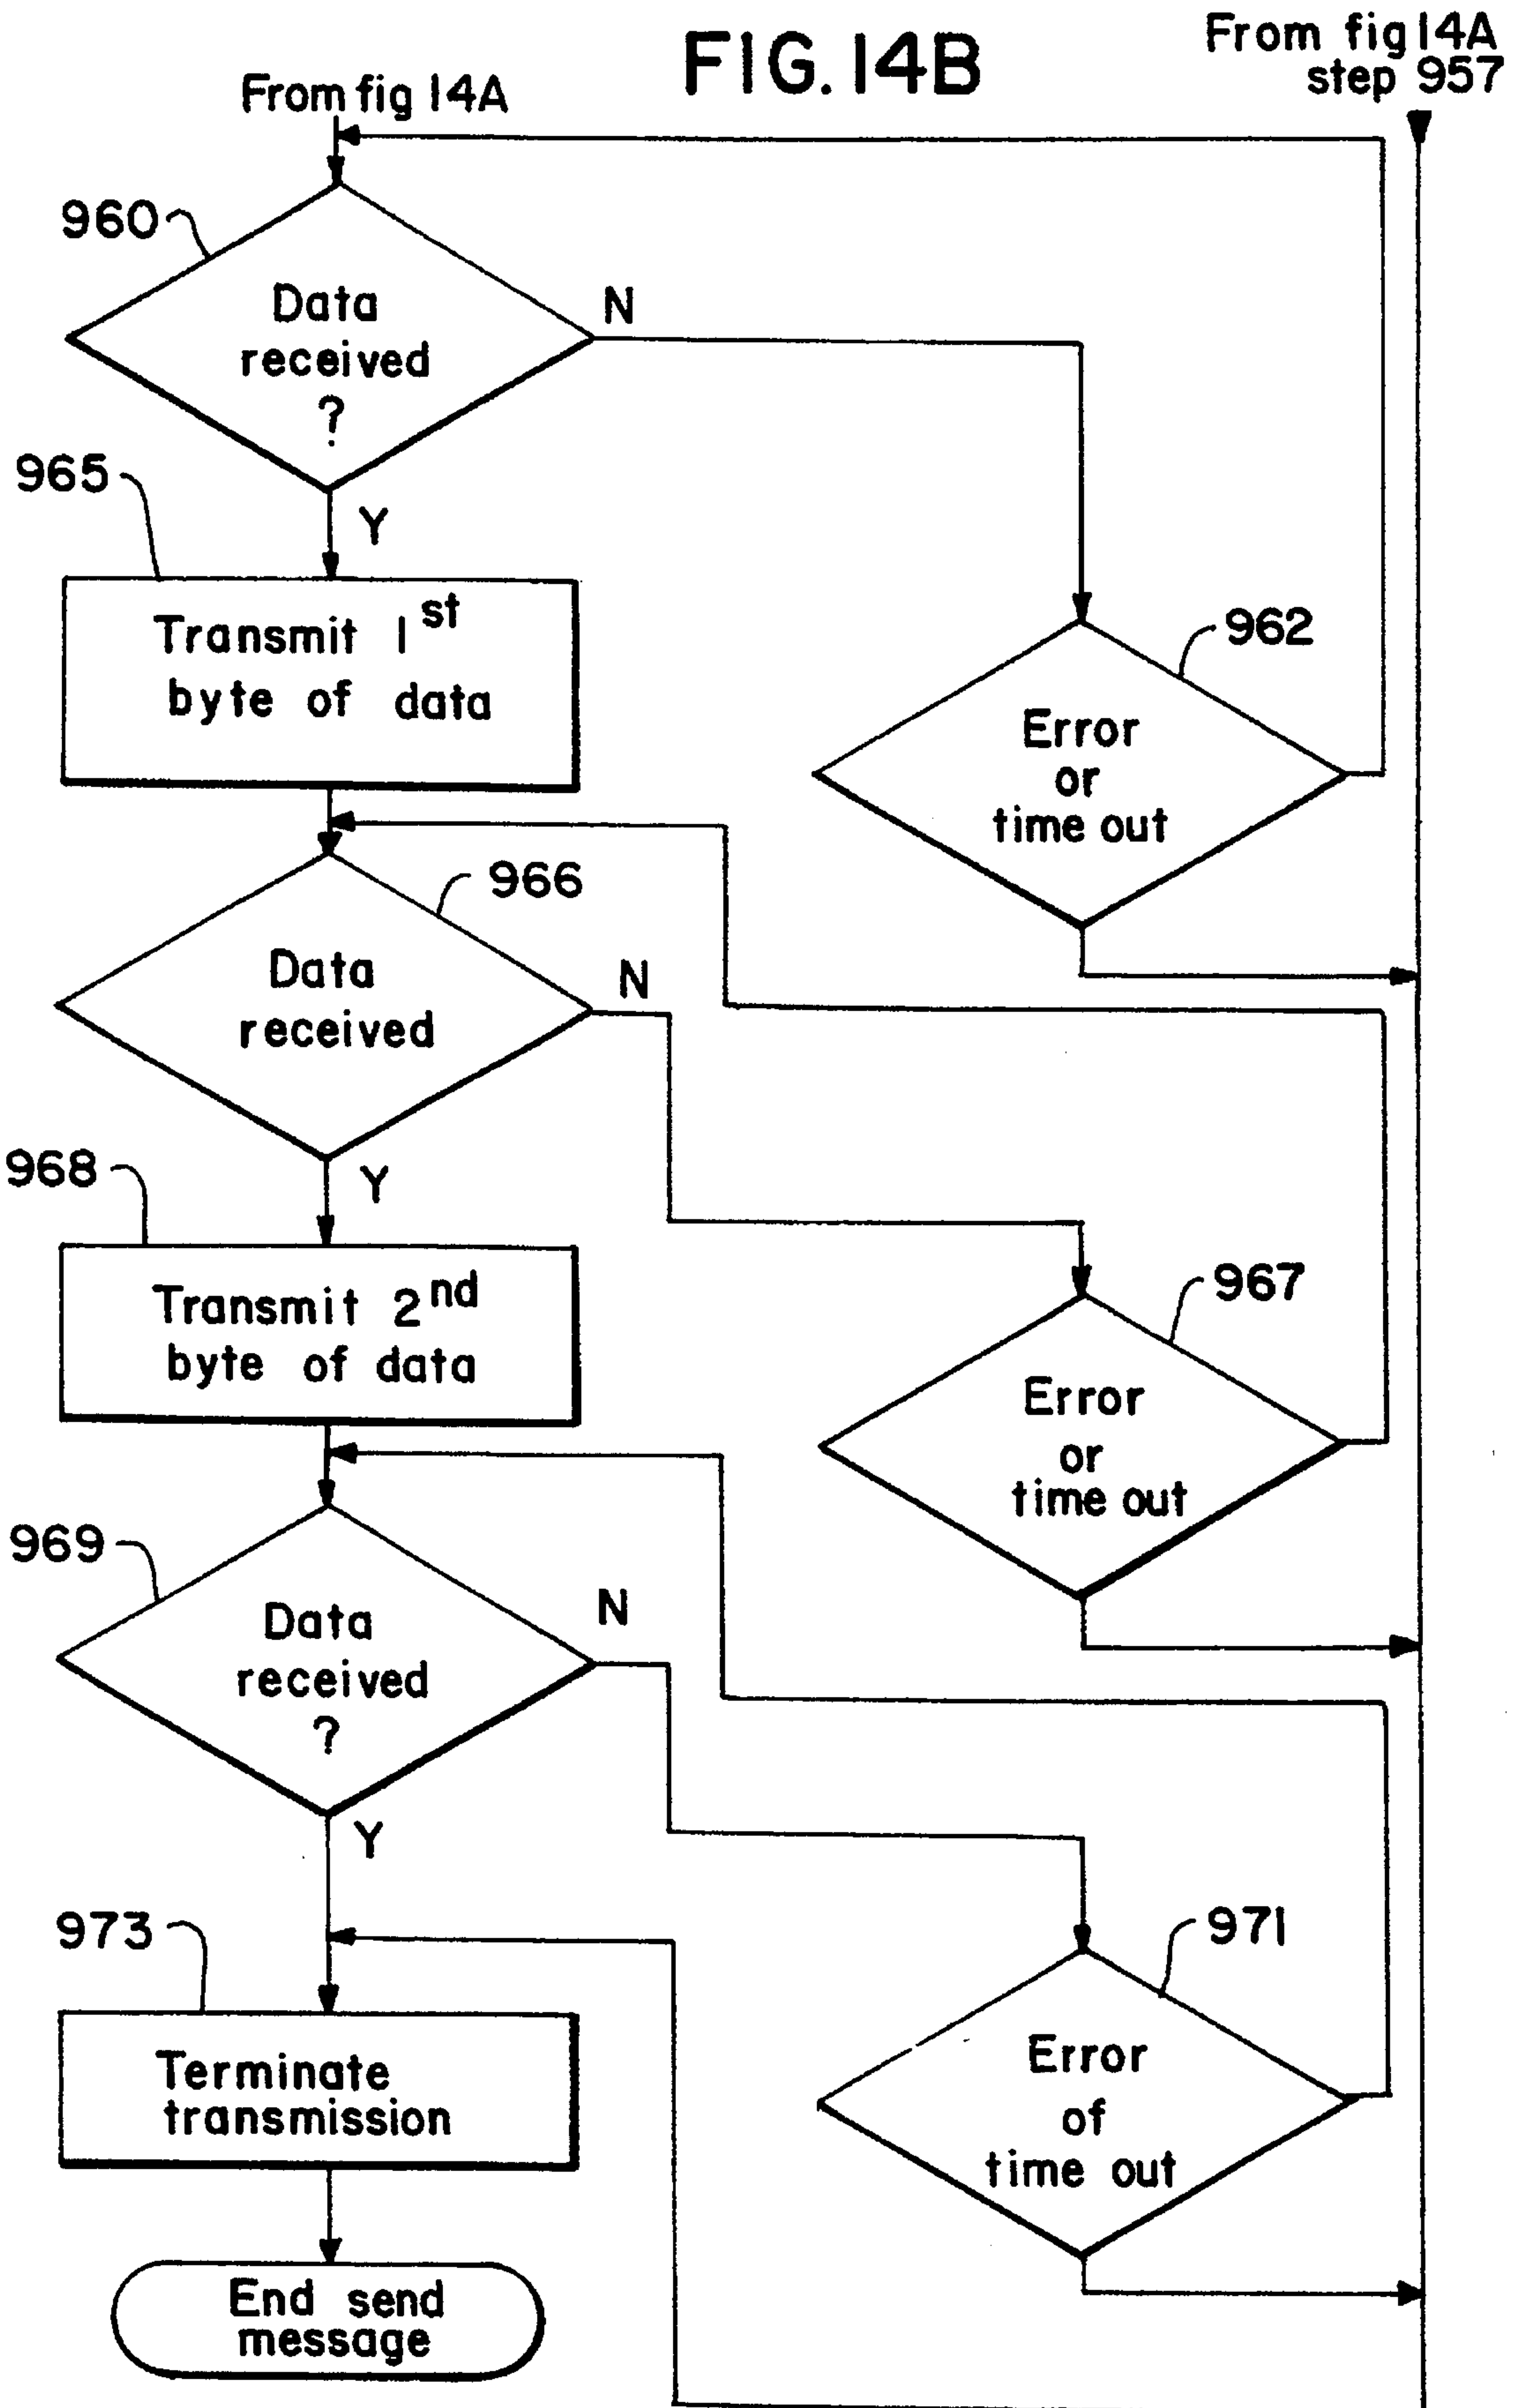 FIG. 14B
From fig 14A
step 957
From fig 14A
960
Data
received
?
N
965
Y
Transmit 1st
byte of data
962
Error
or
time out
966
Data
received
N
968
Y
Transmit 2nd
byte of data
967
Error
or
time out
969
Data
received
?
N
Y
973
Terminate
transmission
971
Error
of
time out
End send
message